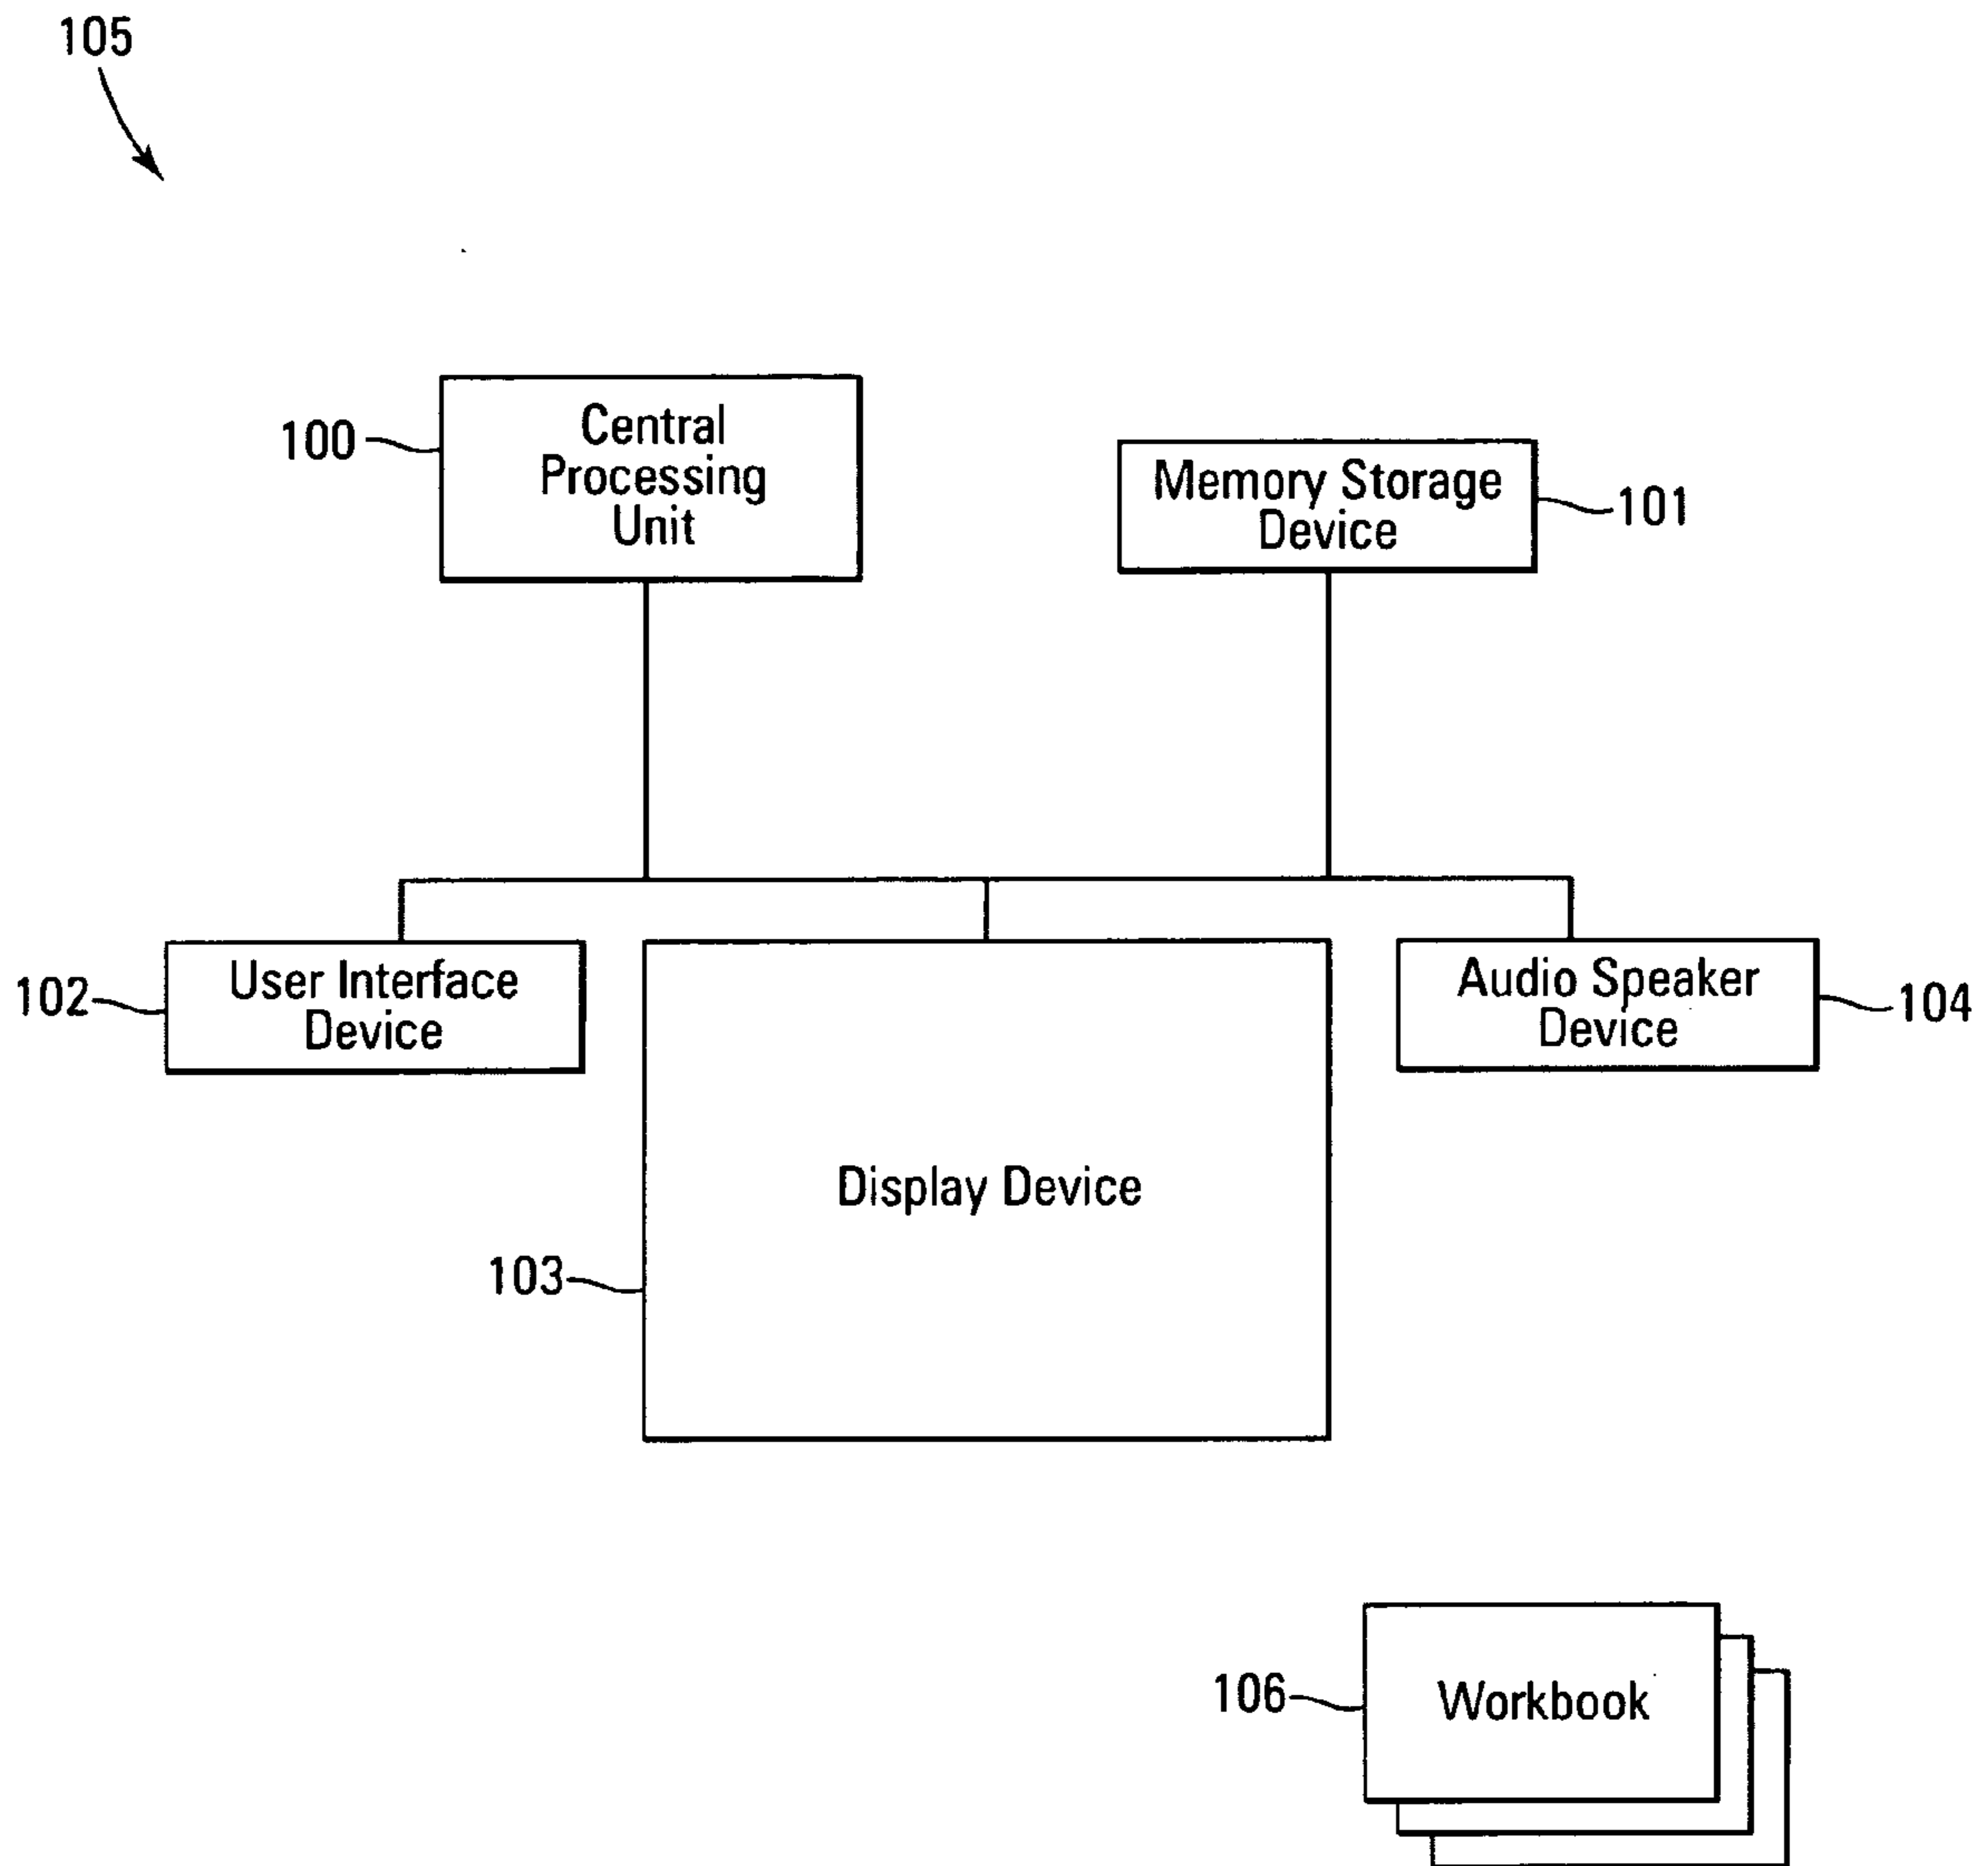 105
100
Central
Processing
Unit
Memory Storage
Device
101
102
User Interface
Device
Audio Speaker
Device
104
Display Device
103
106
Workbook